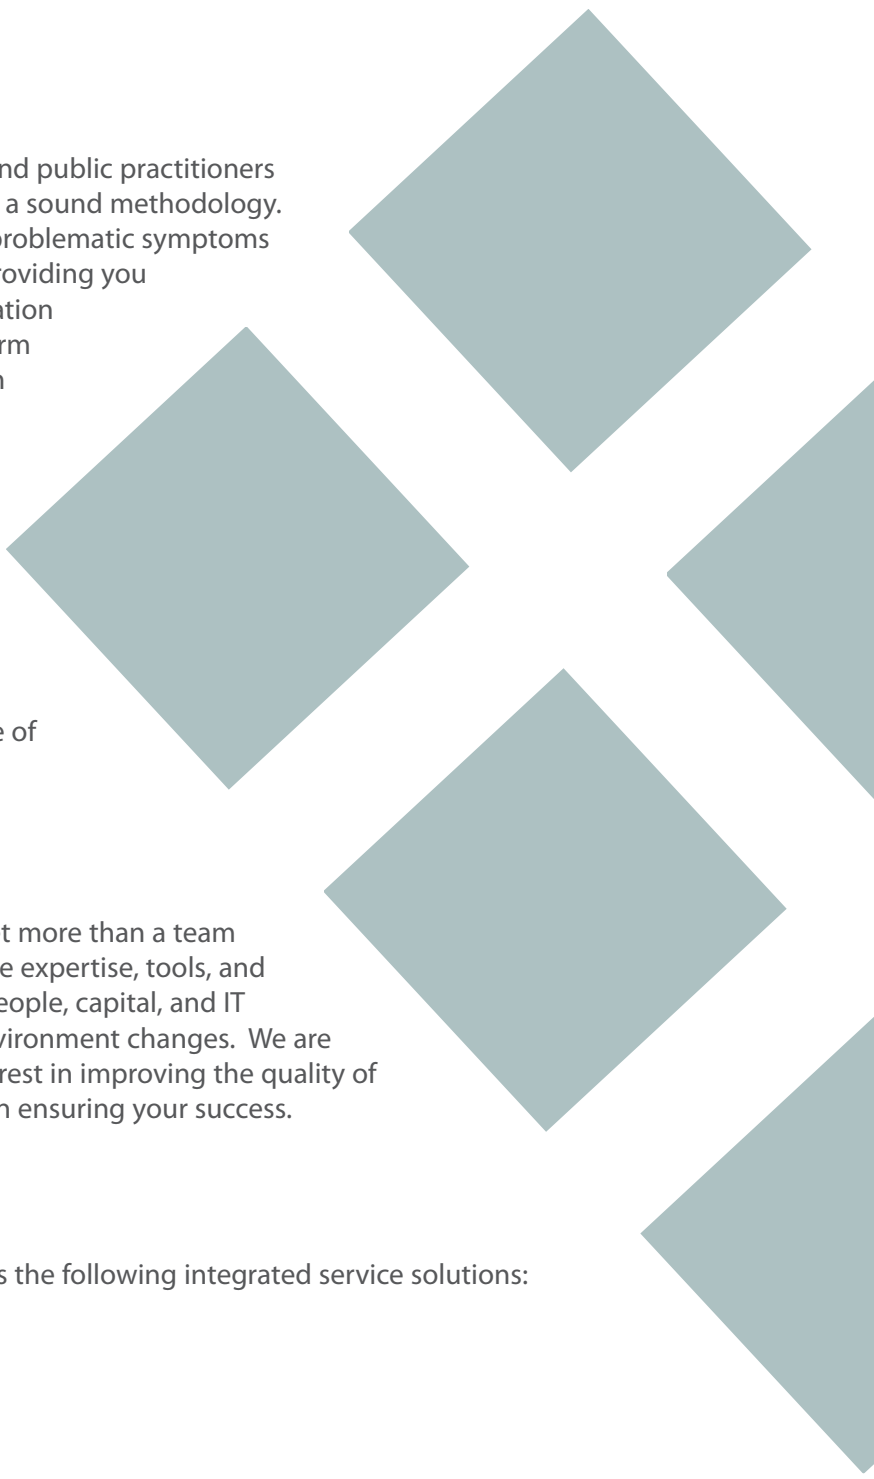 nd public practitioners
a sound methodology.
problematic symptoms
roviding you
ation
rm
n
e of
t more than a team
e expertise, tools, and
eople, capital, and IT
vironment changes.  We are
rest in improving the quality of
n ensuring your success.
s the following integrated service solutions: